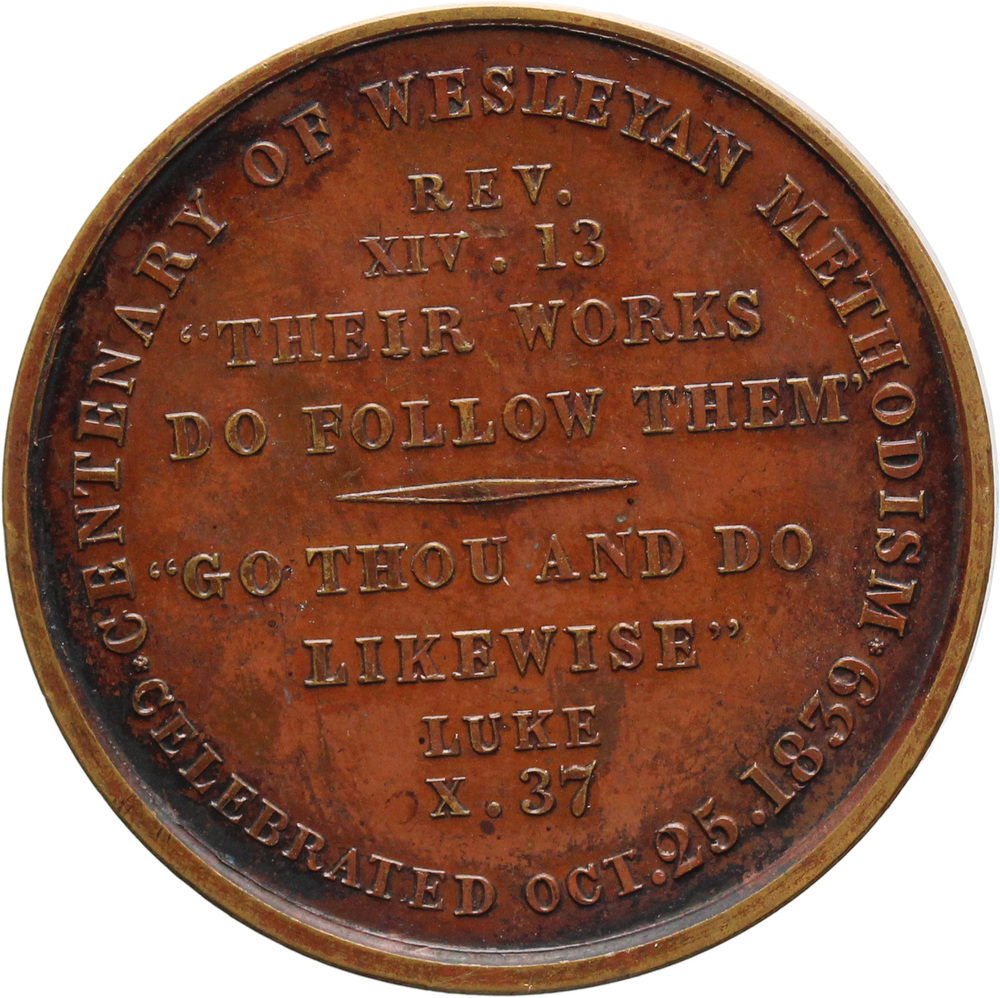 CENTENARY OF WESLEYAN METHODISM
REV.
XIV . 13
“THEIR WORKS
DO FOLLOW THEM”
“GO THOU AND DO
LIKEWISE”
LUKE
X . 37
* CELEBRATED OCT. 25. 1839 *